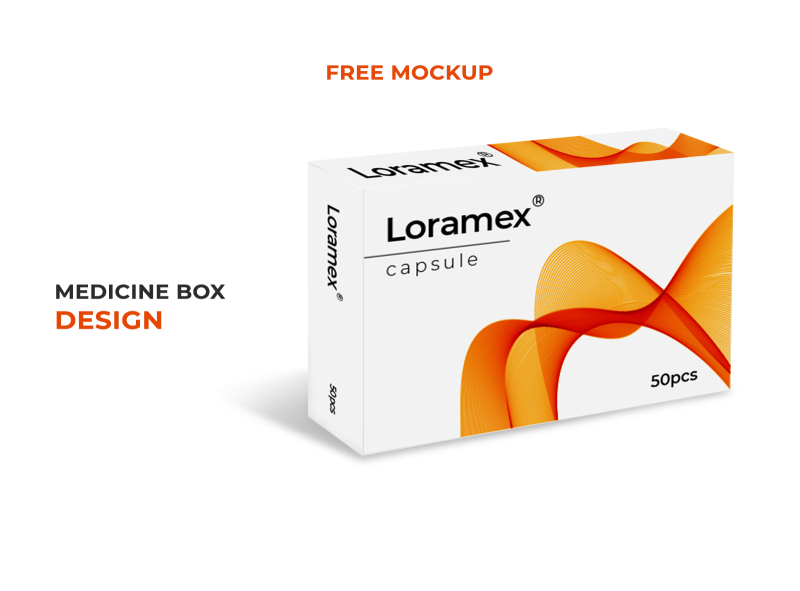 FREE MOCKUP
Loramex®
Loramex®
capsule
50pcs
Loramex®
50pcs
MEDICINE BOX
DESIGN